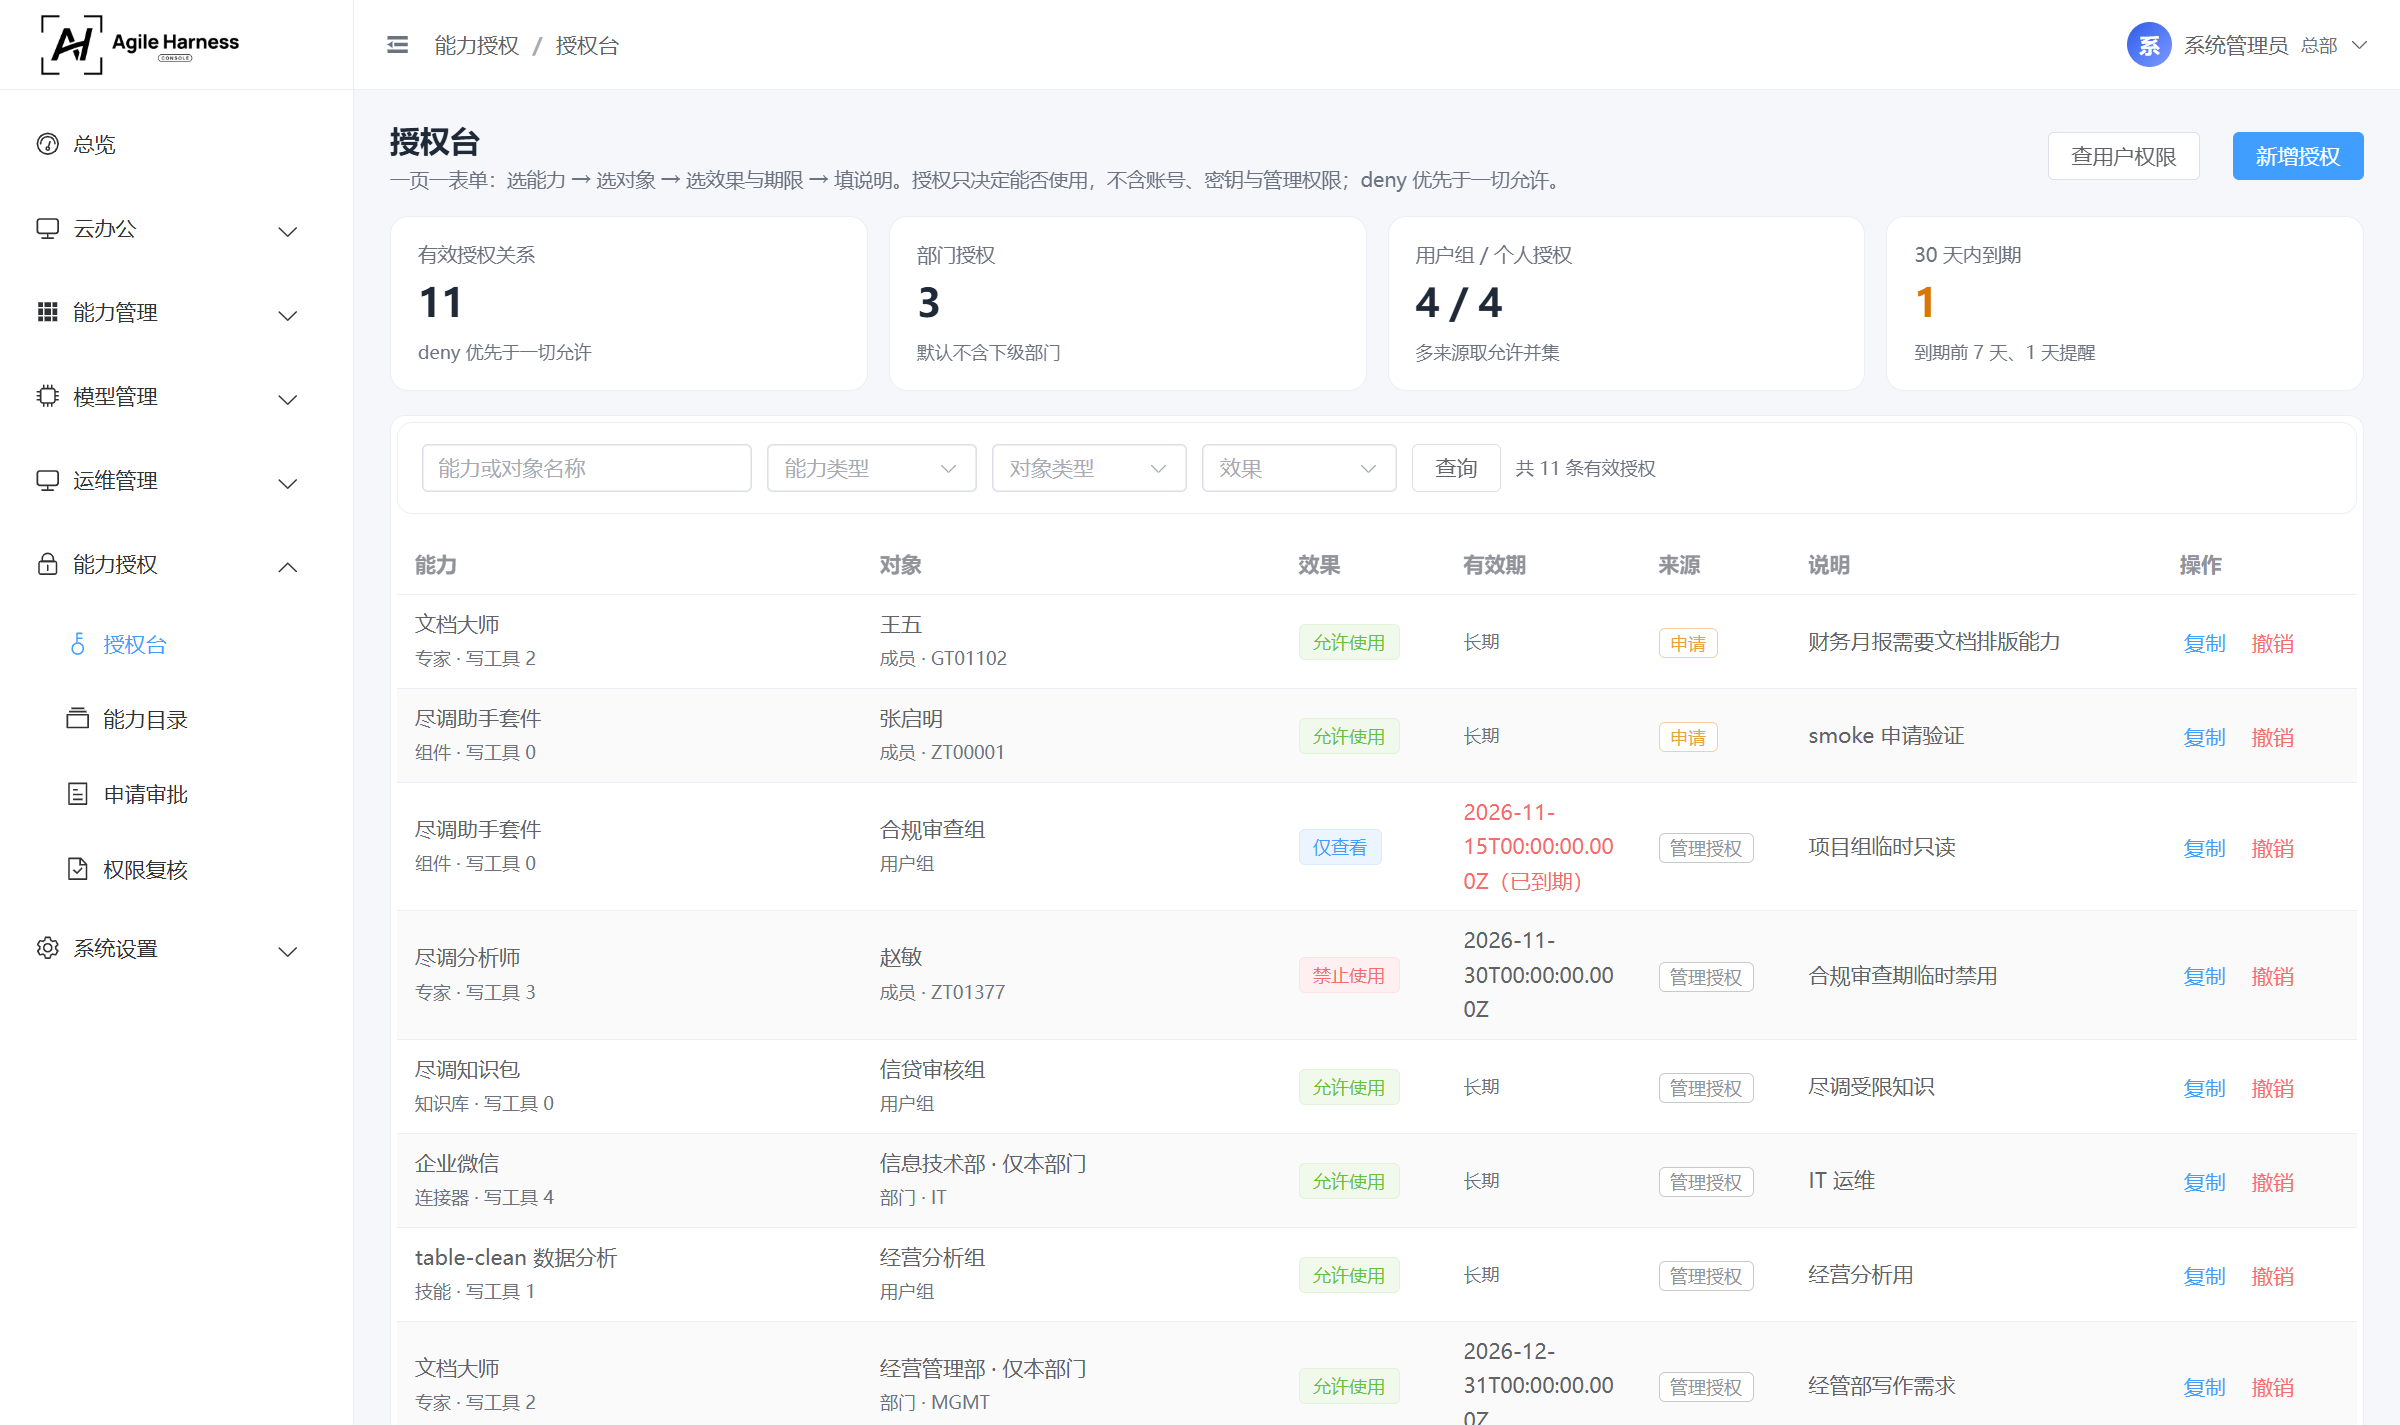 Agile Harness
CONSOLE
能力授权 / 授权台
系 系统管理员 总部
总览
云办公
能力管理
模型管理
运维管理
能力授权
授权台
能力目录
申请审批
权限复核
系统设置
授权台
一页一表单：选能力 → 选对象 → 选效果与期限 → 填说明。授权只决定能否使用，不含账号、密钥与管理权限；deny 优先于一切允许。
查用户权限 新增授权
有效授权关系
11
deny 优先于一切允许
部门授权
3
默认不含下级部门
用户组 / 个人授权
4 / 4
多来源取允许并集
30 天内到期
1
到期前 7 天、1 天提醒
能力或对象名称 能力类型 对象类型 效果 查询 共 11 条有效授权
能力 对象 效果 有效期 来源 说明 操作
文档大师
专家 · 写工具 2
王五
成员 · GT01102
允许使用 长期 申请 财务月报需要文档排版能力 复制 撤销
尽调助手套件
组件 · 写工具 0
张启明
成员 · ZT00001
允许使用 长期 申请 smoke 申请验证 复制 撤销
尽调助手套件
组件 · 写工具 0
合规审查组
用户组
仅查看
2026-11-
15T00:00:00.00
0Z（已到期）
管理授权 项目组临时只读 复制 撤销
尽调分析师
专家 · 写工具 3
赵敏
成员 · ZT01377
禁止使用
2026-11-
30T00:00:00.00
0Z
管理授权 合规审查期临时禁用 复制 撤销
尽调知识包
知识库 · 写工具 0
信贷审核组
用户组
允许使用 长期 管理授权 尽调受限知识 复制 撤销
企业微信
连接器 · 写工具 4
信息技术部 · 仅本部门
部门 · IT
允许使用 长期 管理授权 IT 运维 复制 撤销
table-clean 数据分析
技能 · 写工具 1
经营分析组
用户组
允许使用 长期 管理授权 经营分析用 复制 撤销
文档大师
专家 · 写工具 2
经营管理部 · 仅本部门
部门 · MGMT
允许使用
2026-12-
31T00:00:00.00
0Z
管理授权 经管部写作需求 复制 撤销